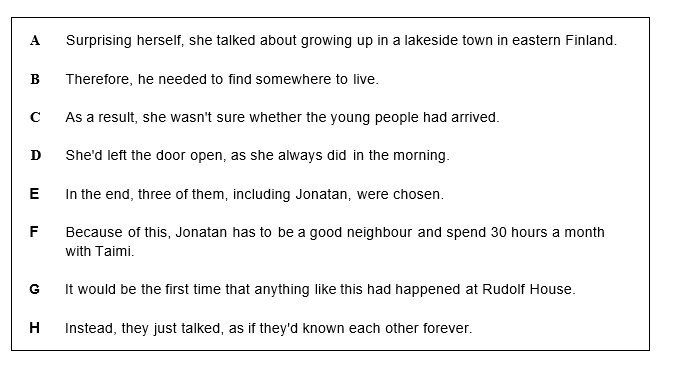 A Surprising herself, she talked about growing up in a lakeside town in eastern Finland.
B Therefore, he needed to find somewhere to live.
C As a result, she wasn't sure whether the young people had arrived.
D She'd left the door open, as she always did in the morning.
E In the end, three of them, including Jonatan, were chosen.
F Because of this, Jonatan has to be a good neighbour and spend 30 hours a month
with Taimi.
G It would be the first time that anything like this had happened at Rudolf House.
H Instead, they just talked, as if they'd known each other forever.